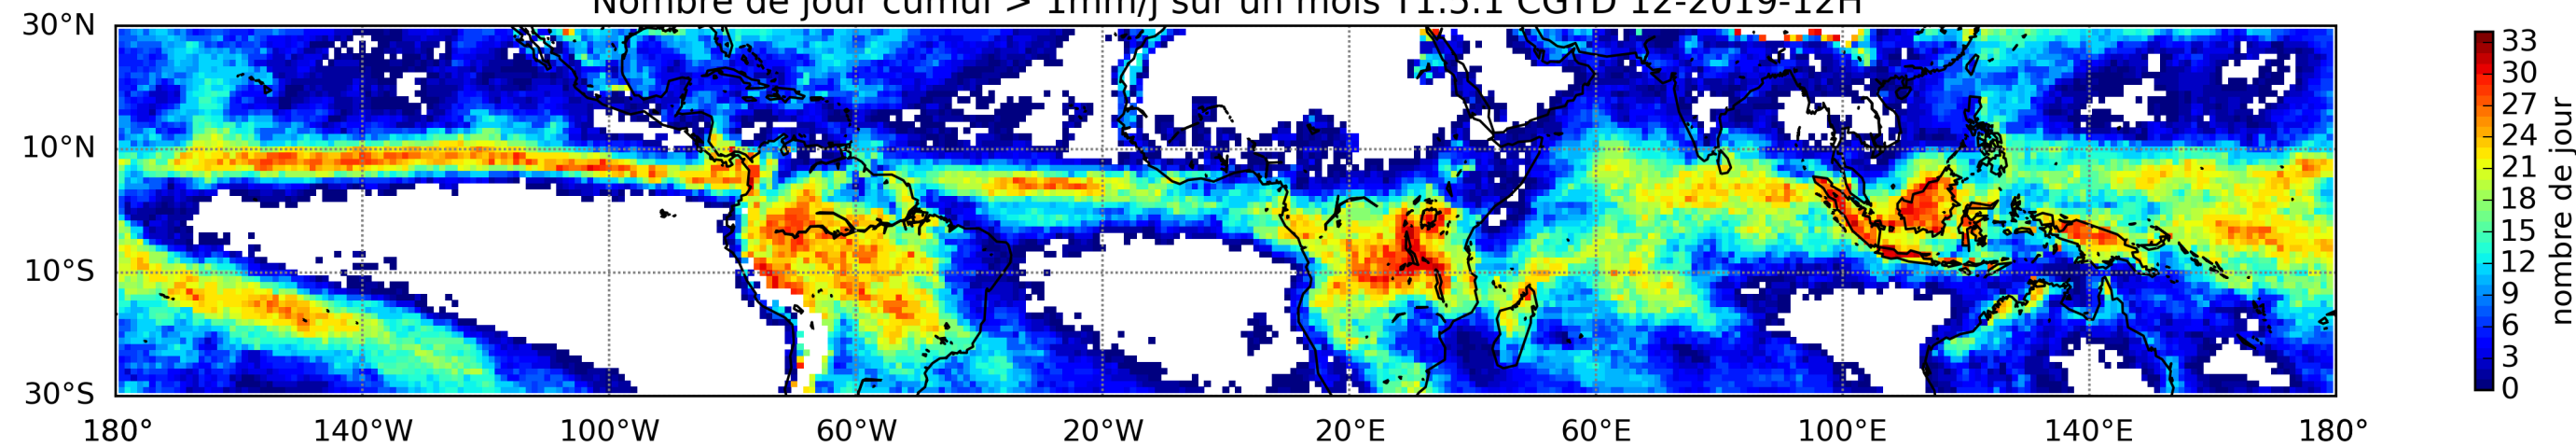 Nombre de jour cumul > 1mm/j sur un mois T1.5.1 CGTD 12-2019-12H
30°N
10°N
10°S
30°S
180°
140°W
100°W
60°W
20°W
20°E
60°E
100°E
140°E
180°
33
30
27
24
21
18
15
12
9
6
3
0
nombre de jour